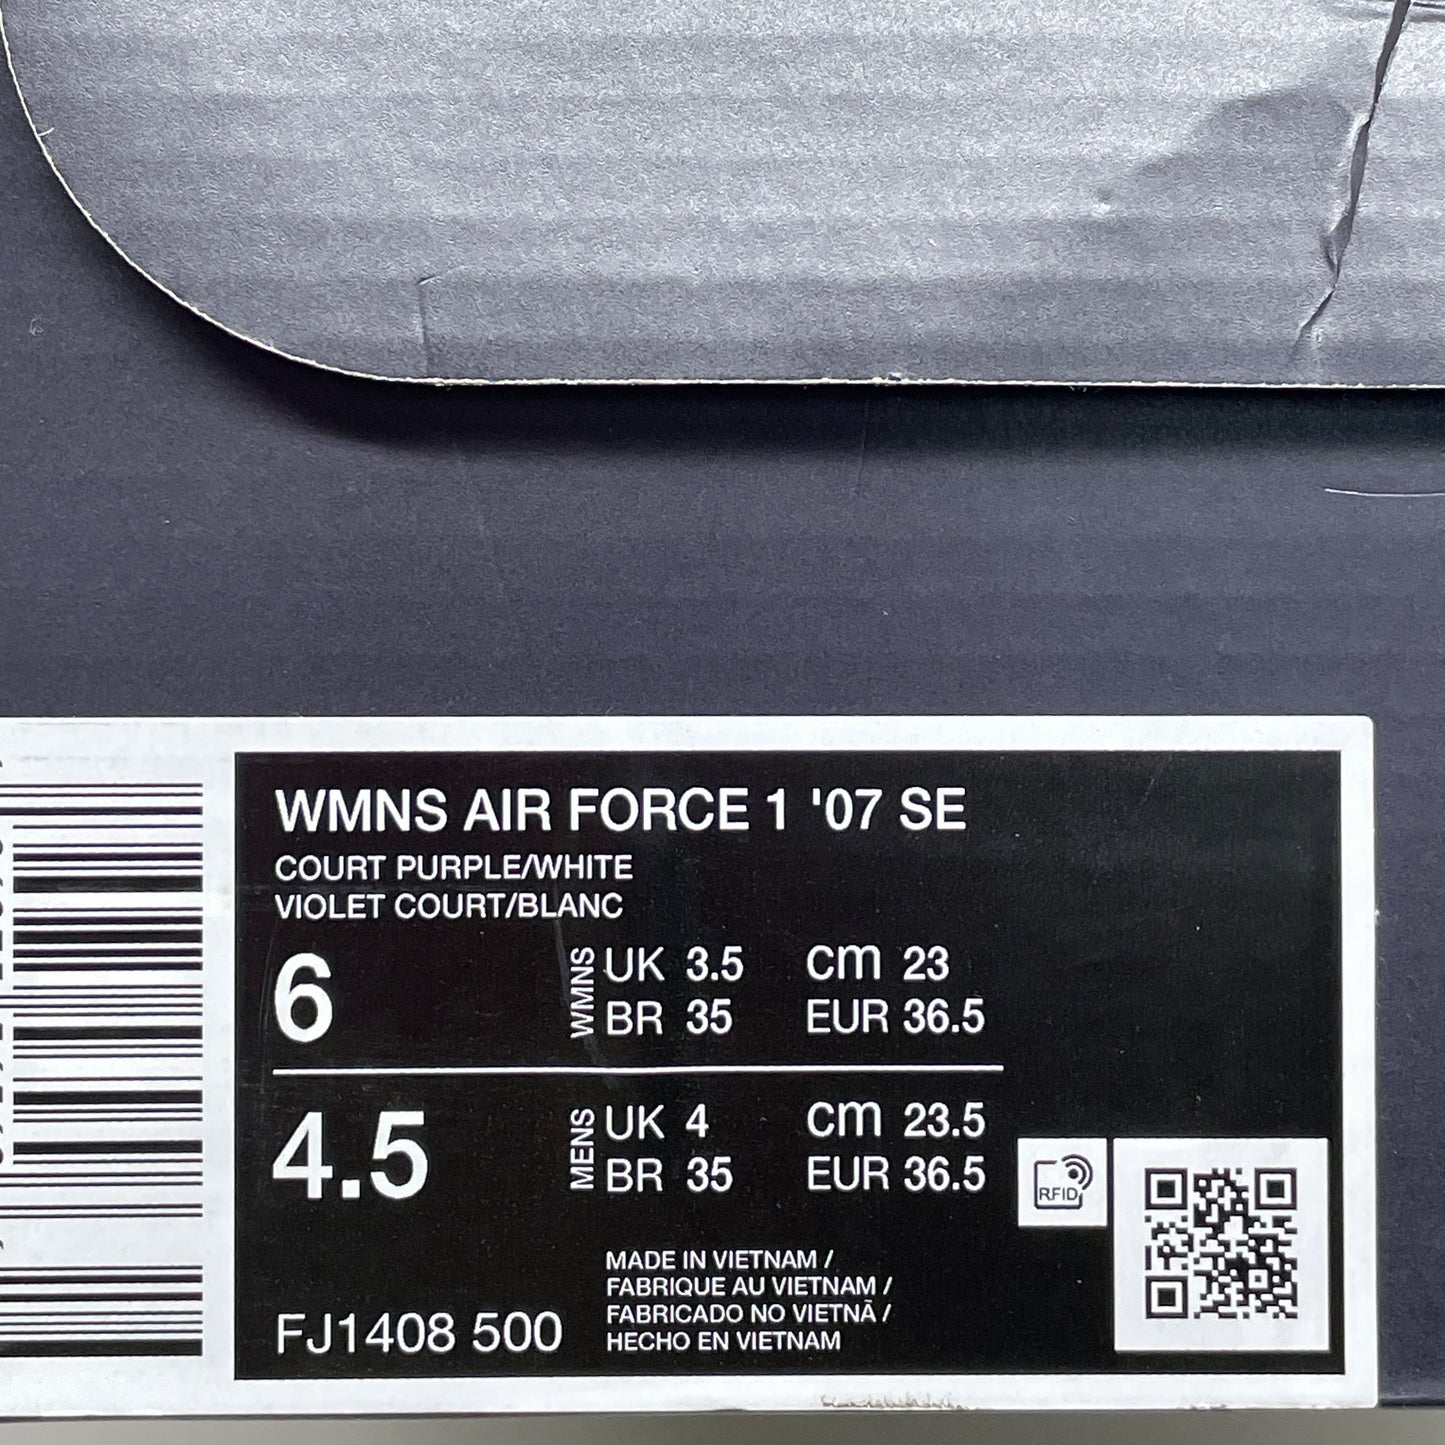 WMNS AIR FORCE 1 '07 SE
COURT PURPLE/WHITE
VIOLET COURT/BLANC
6 WMNS UK 3.5 cm 23
BR 35 EUR 36.5
4.5 MENS UK 4 cm 23.5
BR 35 EUR 36.5
RFID
MADE IN VIETNAM /
FABRIQUE AU VIETNAM /
FABRICADO NO VIETNÃ /
HECHO EN VIETNAM
FJ1408 500